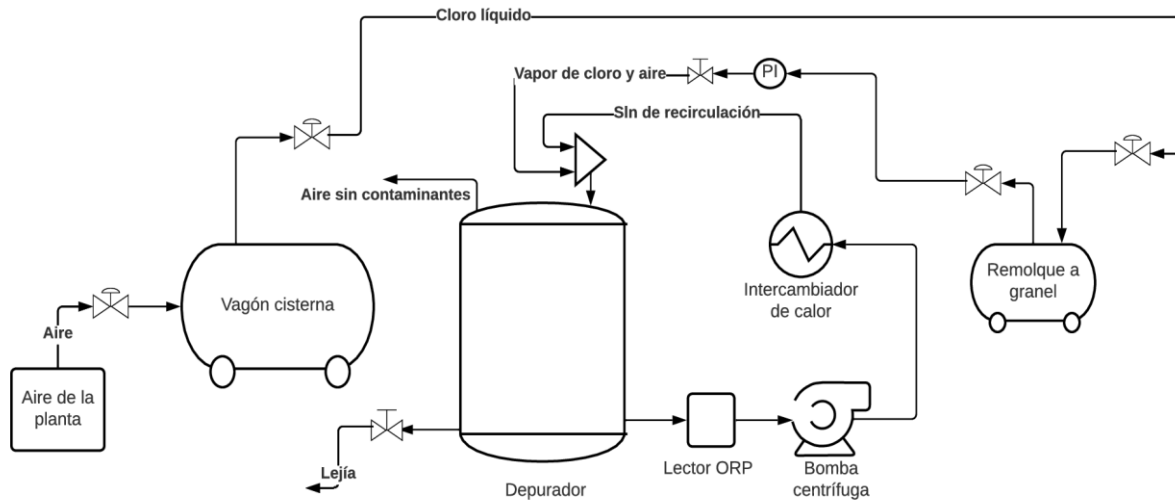 Cloro líquido
Vapor de cloro y aire
PI
Sln de recirculación
Aire sin contaminantes
Vagón cisterna
Remolque a
granel
Intercambiador
de calor
Aire
Aire de la
planta
Lejía
Depurador
Lector ORP
Bomba
centrífuga